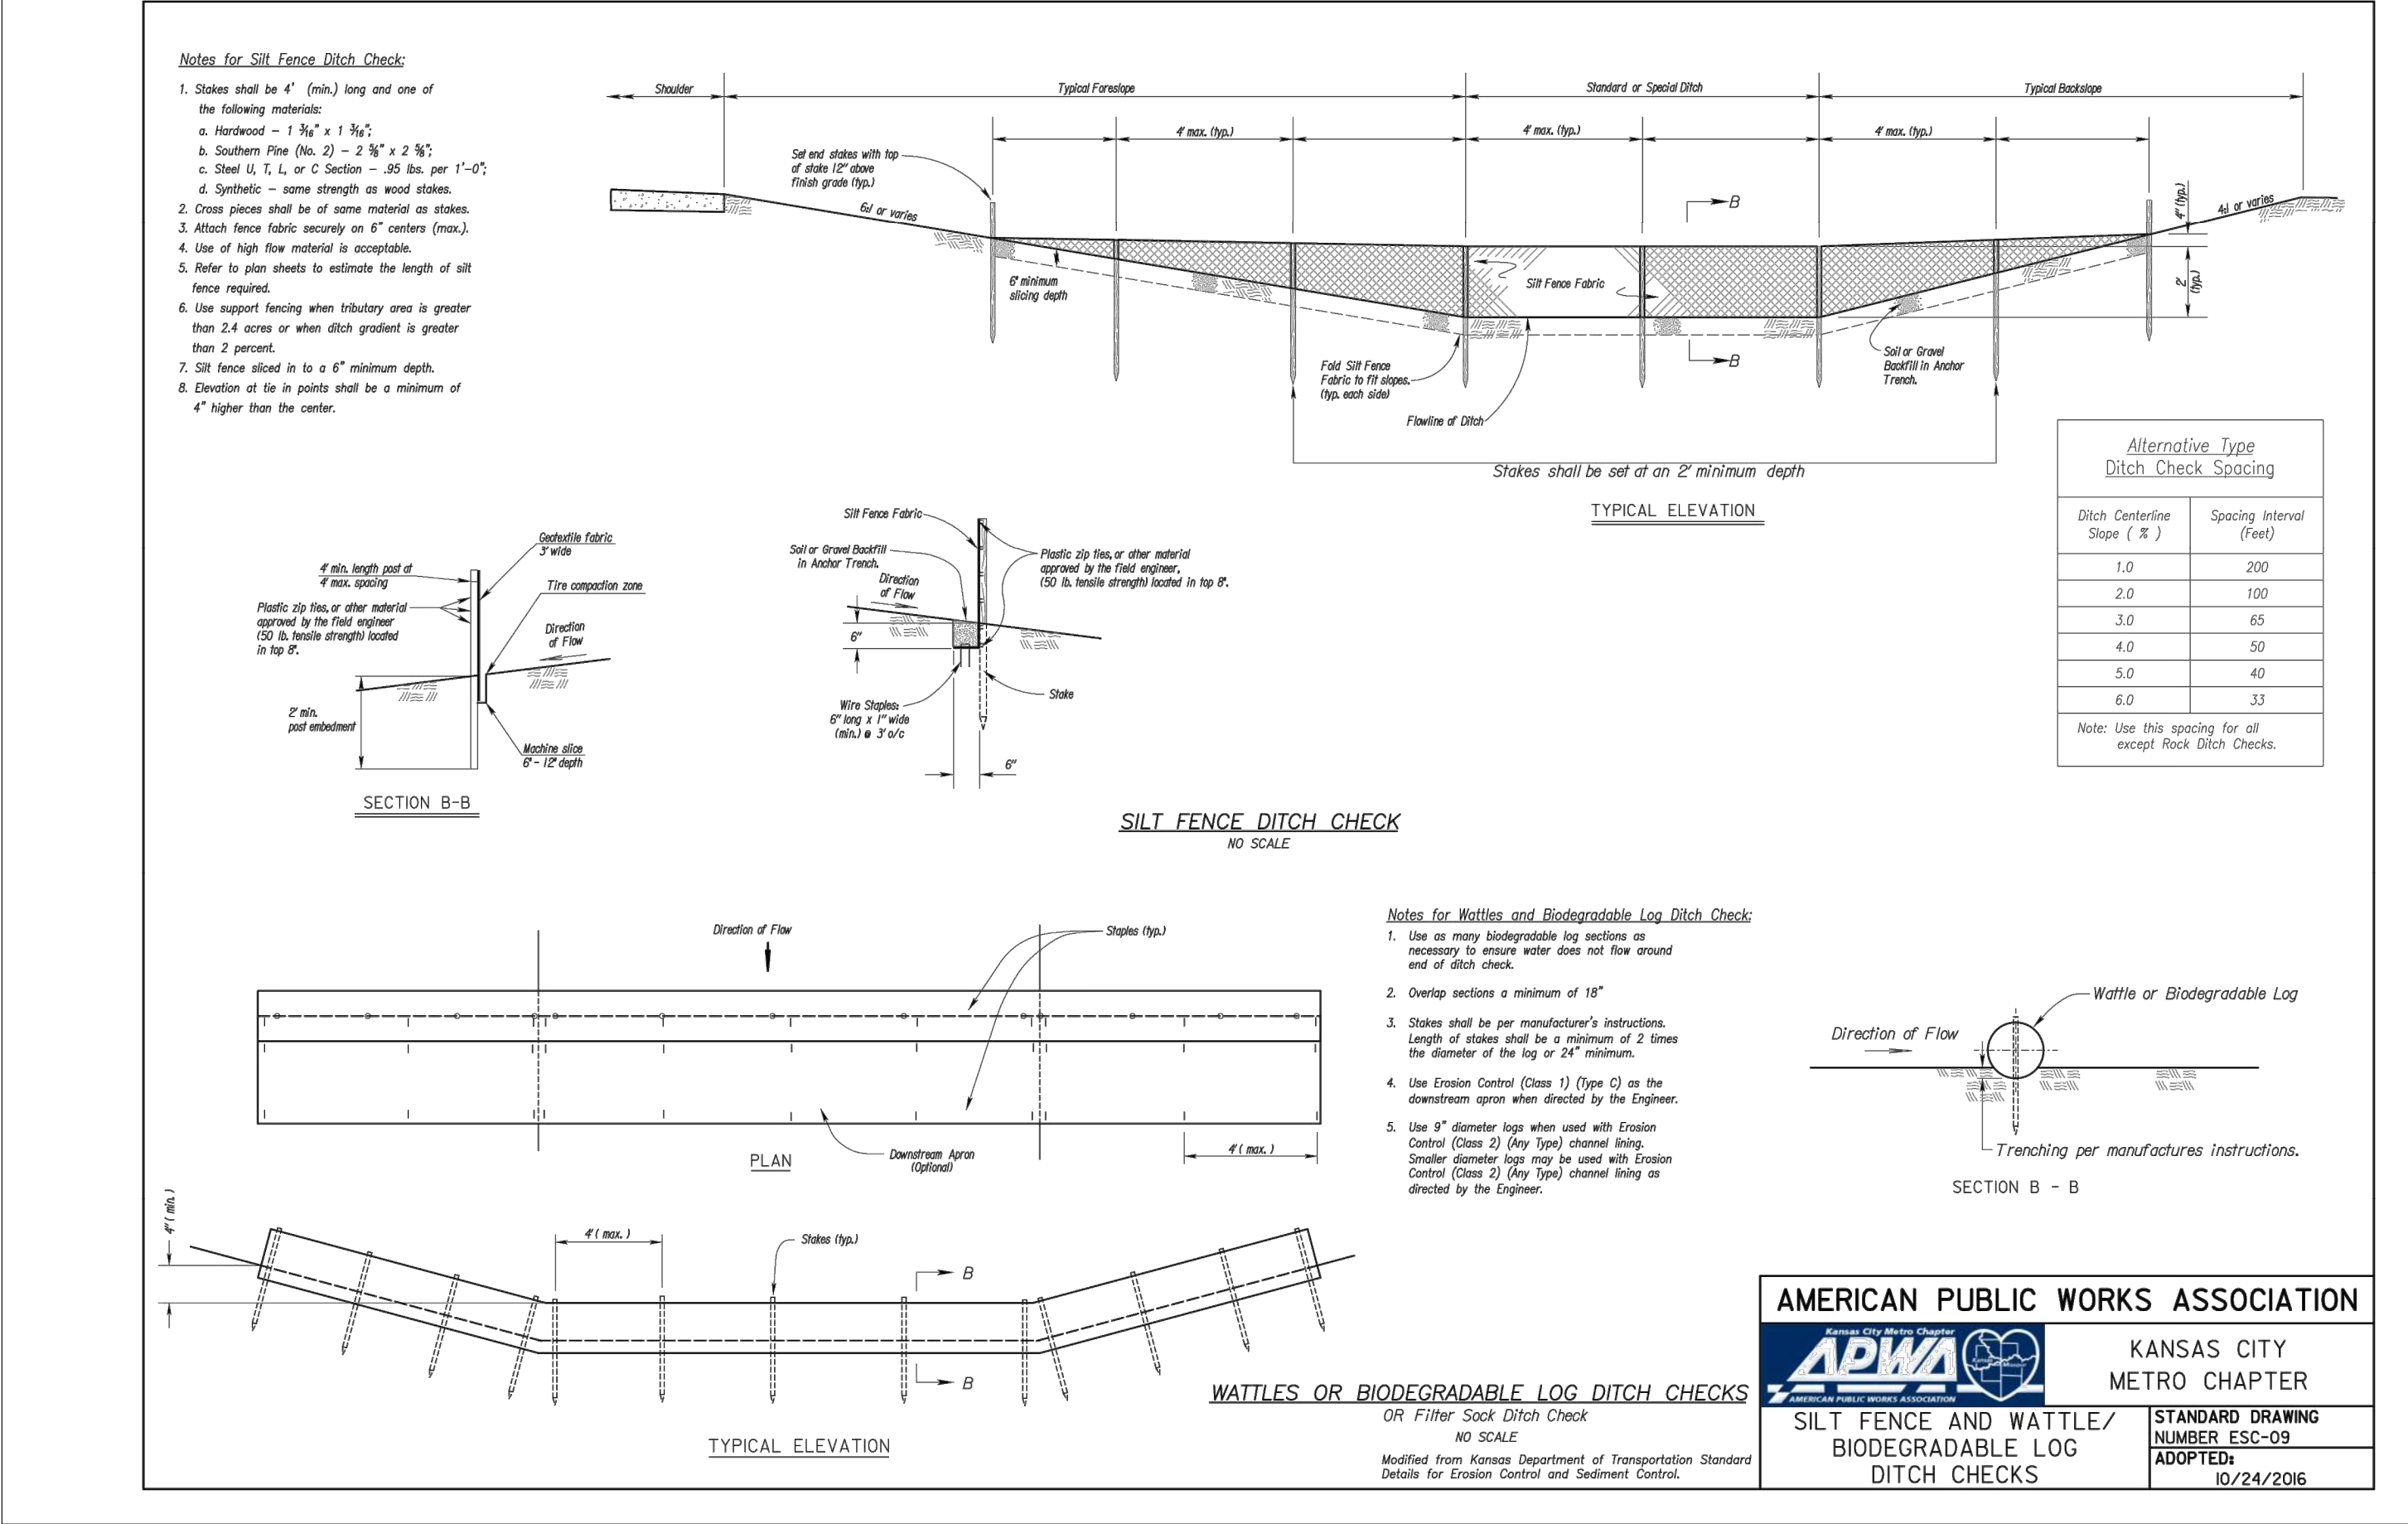 Notes for Silt Fence Ditch Check:
1. Stakes shall be 4' (min.) long and one of
the following materials:
a. Hardwood – 1 3/16" x 1 3/16";
b. Southern Pine (No. 2) – 2 5/8" x 2 5/8";
c. Steel U, T, L, or C Section – .95 lbs. per 1'-0";
d. Synthetic – same strength as wood stakes.
2. Cross pieces shall be of same material as stakes.
3. Attach fence fabric securely on 6" centers (max.).
4. Use of high flow material is acceptable.
5. Refer to plan sheets to estimate the length of silt
fence required.
6. Use support fencing when tributary area is greater
than 2.4 acres or when ditch gradient is greater
than 2 percent.
7. Silt fence sliced in to a 6" minimum depth.
8. Elevation at tie in points shall be a minimum of
4" higher than the center.
Shoulder
Typical Foreslope
Standard or Special Ditch
Typical Backslope
4' max. (typ.)
4' max. (typ.)
4' max. (typ.)
Set end stakes with top
of stake 12" above
finish grade (typ.)
6:1 or varies
B
4" (typ.)
4:1 or varies
6" minimum
slicing depth
Silt Fence Fabric
2'
(typ.)
Fold Silt Fence
Fabric to fit slopes.
(typ. each side)
B
Soil or Gravel
Backfill in Anchor
Trench.
Flowline of Ditch
Stakes shall be set at an 2' minimum depth
TYPICAL ELEVATION
Alternative Type
Ditch Check Spacing
Ditch Centerline
Slope ( % )
Spacing Interval
(Feet)
1.0 200
2.0 100
3.0 65
4.0 50
5.0 40
6.0 33
Note: Use this spacing for all
except Rock Ditch Checks.
Geotextile fabric
3' wide
4' min. length post at
4' max. spacing
Tire compaction zone
Plastic zip ties, or other material
approved by the field engineer
(50 lb. tensile strength) located
in top 8".
Direction
of Flow
2' min.
post embedment
Machine slice
6" - 12" depth
SECTION B-B
Silt Fence Fabric
Soil or Gravel Backfill
in Anchor Trench.
Direction
of Flow
Plastic zip ties, or other material
approved by the field engineer,
(50 lb. tensile strength) located in top 8".
6"
Stake
Wire Staples:
6" long x 1" wide
(min.) @ 3' o/c
6"
SILT FENCE DITCH CHECK
NO SCALE
Direction of Flow
Staples (typ.)
Downstream Apron
(Optional)
4' ( max. )
PLAN
4" ( min. )
4' ( max. )
Stakes (typ.)
B
B
TYPICAL ELEVATION
Notes for Wattles and Biodegradable Log Ditch Check:
1. Use as many biodegradable log sections as
necessary to ensure water does not flow around
end of ditch check.
2. Overlap sections a minimum of 18"
3. Stakes shall be per manufacturer's instructions.
Length of stakes shall be a minimum of 2 times
the diameter of the log or 24" minimum.
4. Use Erosion Control (Class 1) (Type C) as the
downstream apron when directed by the Engineer.
5. Use 9" diameter logs when used with Erosion
Control (Class 2) (Any Type) channel lining.
Smaller diameter logs may be used with Erosion
Control (Class 2) (Any Type) channel lining as
directed by the Engineer.
Wattle or Biodegradable Log
Direction of Flow
Trenching per manufactures instructions.
SECTION B - B
WATTLES OR BIODEGRADABLE LOG DITCH CHECKS
OR Filter Sock Ditch Check
NO SCALE
Modified from Kansas Department of Transportation Standard
Details for Erosion Control and Sediment Control.
AMERICAN PUBLIC WORKS ASSOCIATION
Kansas City Metro Chapter
APWA
AMERICAN PUBLIC WORKS ASSOCIATION
KANSAS CITY
METRO CHAPTER
SILT FENCE AND WATTLE/
BIODEGRADABLE LOG
DITCH CHECKS
STANDARD DRAWING
NUMBER ESC-09
ADOPTED:
10/24/2016